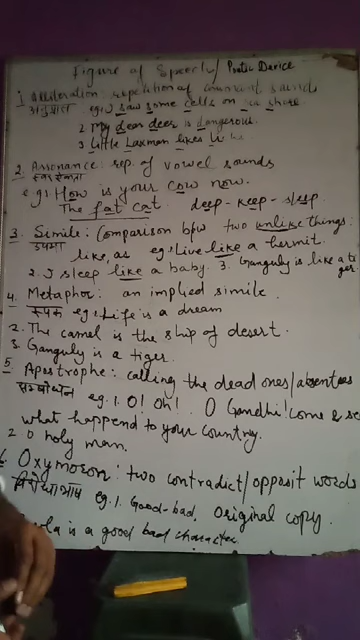 Figure of Speech/Poetic Device
1. Alliteration: repetition of consonant sound
अनुप्रास eg: I saw some cells on sea shore
2 My dear deer is dangerous.
3 Little Laxman likes
2. Assonance: rep. of vowel sounds
e.g: How is your cow now.
The fat cat. deep - keep - sleep
3. Simile: Comparison b/w two unlike things.
उपमा like, as eg: live like a hermit.
2. I sleep like a baby. 3. Ganguly is like a tiger
4. Metaphor: an implied simile.
रूपक eg: Life is a dream
2. The camel is the ship of desert.
3. Ganguly is a tiger.
5 Apostrophe: calling the dead ones/absentees
सम्बोधन e.g. 1. O! Oh! O Gandhi! Come & see
what happend to your country.
2 O holy man.
6. Oxymoron: two contradict/opposit words
विरोधाभाष eg. 1. Good-bad. Original copy.
is a good bad character.